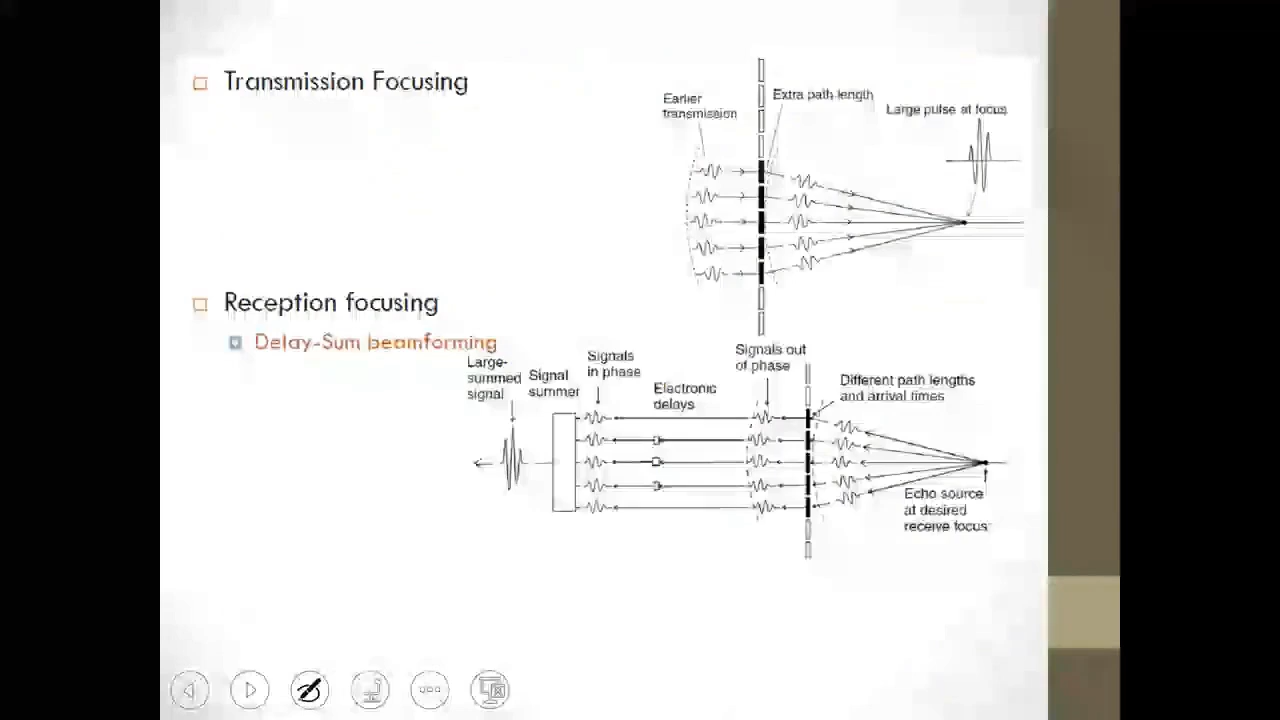 Transmission Focusing
Earlier
transmission
Extra path length
Large pulse at focus
Reception focusing
Delay-Sum beamforming
Large-
summed
signal
Signal
summer
Signals
in phase
Electronic
delays
Signals out
of phase
Different path lengths
and arrival times
Echo source
at desired
receive focus